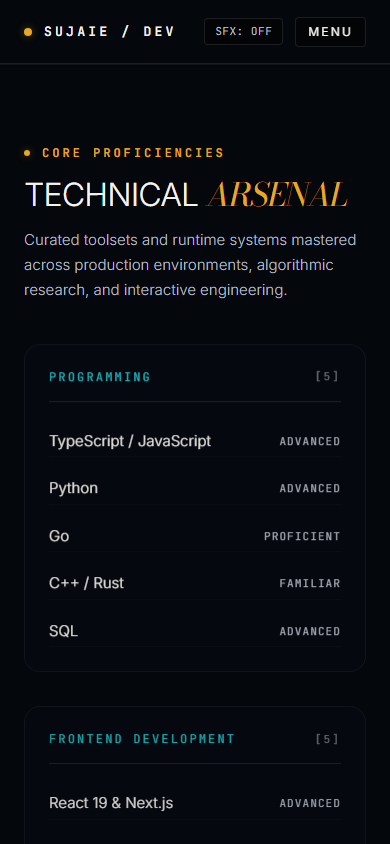 SUJAIE / DEV
SFX: OFF
MENU
CORE PROFICIENCIES
TECHNICAL ARSENAL
Curated toolsets and runtime systems mastered
across production environments, algorithmic
research, and interactive engineering.
PROGRAMMING [5]
TypeScript / JavaScript ADVANCED
Python ADVANCED
Go PROFICIENT
C++ / Rust FAMILIAR
SQL ADVANCED
FRONTEND DEVELOPMENT [5]
React 19 & Next.js ADVANCED